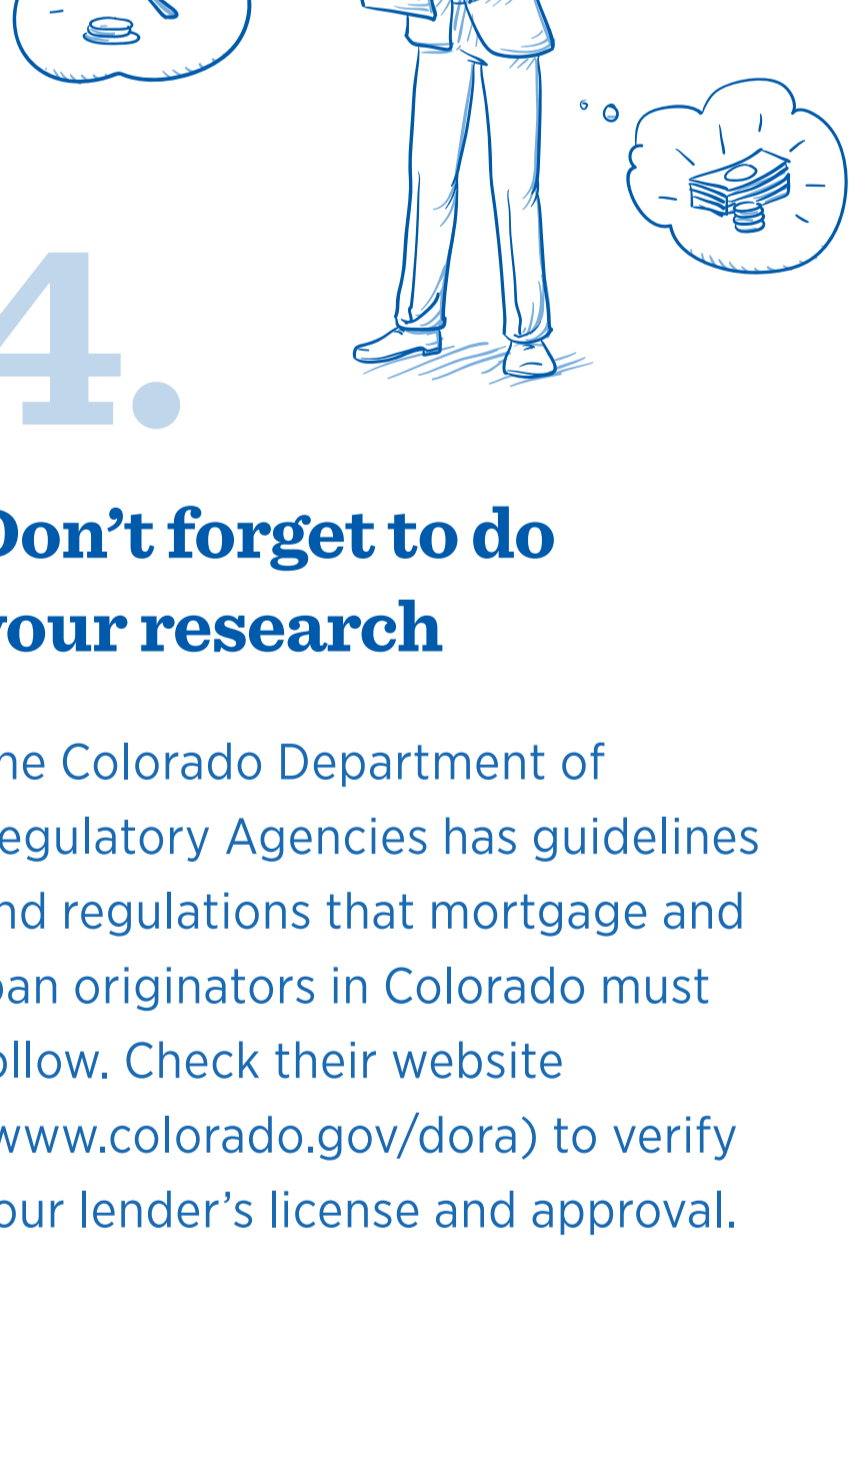 4.
Don’t forget to do
your research
he Colorado Department of
egulatory Agencies has guidelines
nd regulations that mortgage and
oan originators in Colorado must
ollow. Check their website
www.colorado.gov/dora) to verify
our lender’s license and approval.